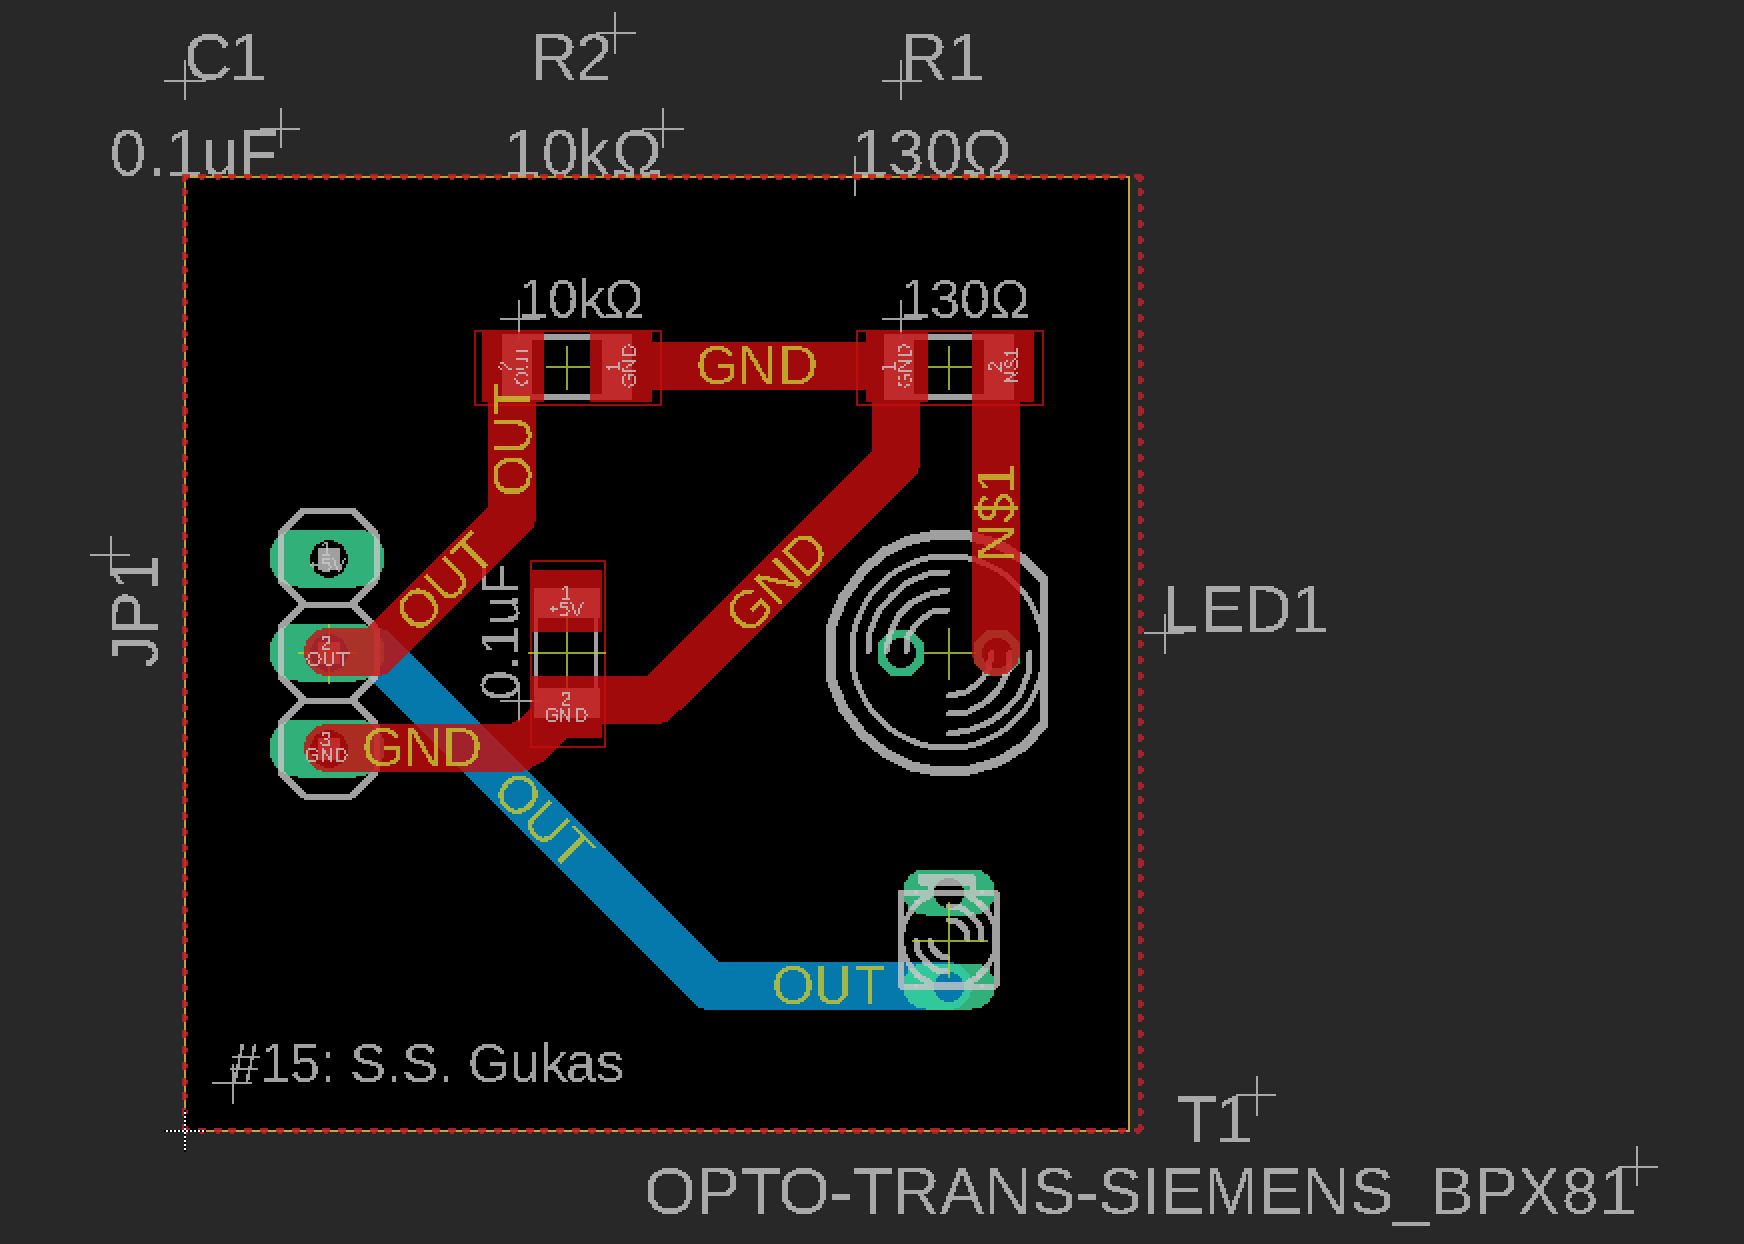 C1 R2 R1
0.1uF 10kΩ 130Ω
10kΩ 130Ω
2 OUT 1 GND GND 1 GND 2 N$1
OUT
N$1
OUT GND
1 +5V
1 +5V
JP1
0.1uF
LED1
2 OUT
2 GND
3 GND GND
OUT
OUT
#15: S.S. Gukas
T1
OPTO-TRANS-SIEMENS_BPX81